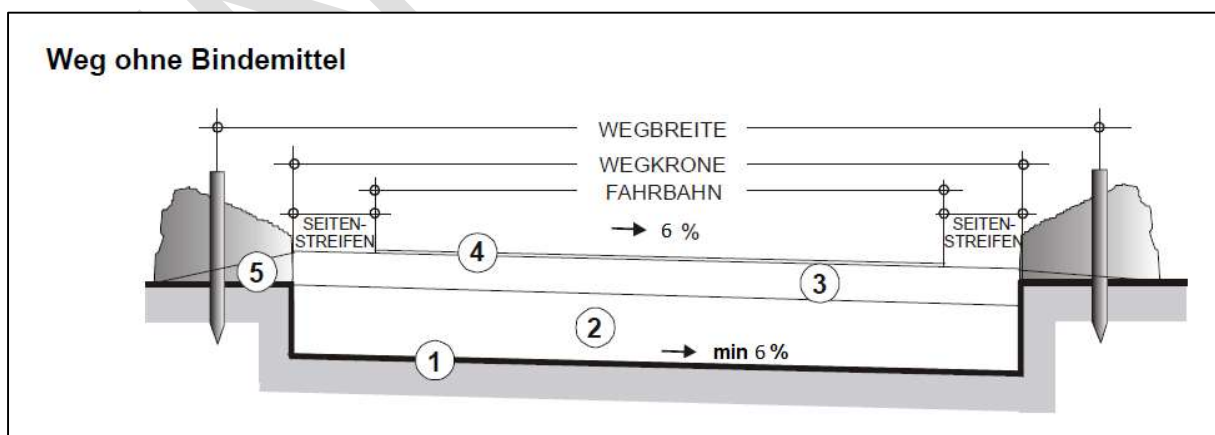 Weg ohne Bindemittel
WEGBREITE
WEGKRONE
FAHRBAHN
SEITEN-
STREIFEN
6 %
SEITEN-
STREIFEN
4
5
3
2
min 6 %
1